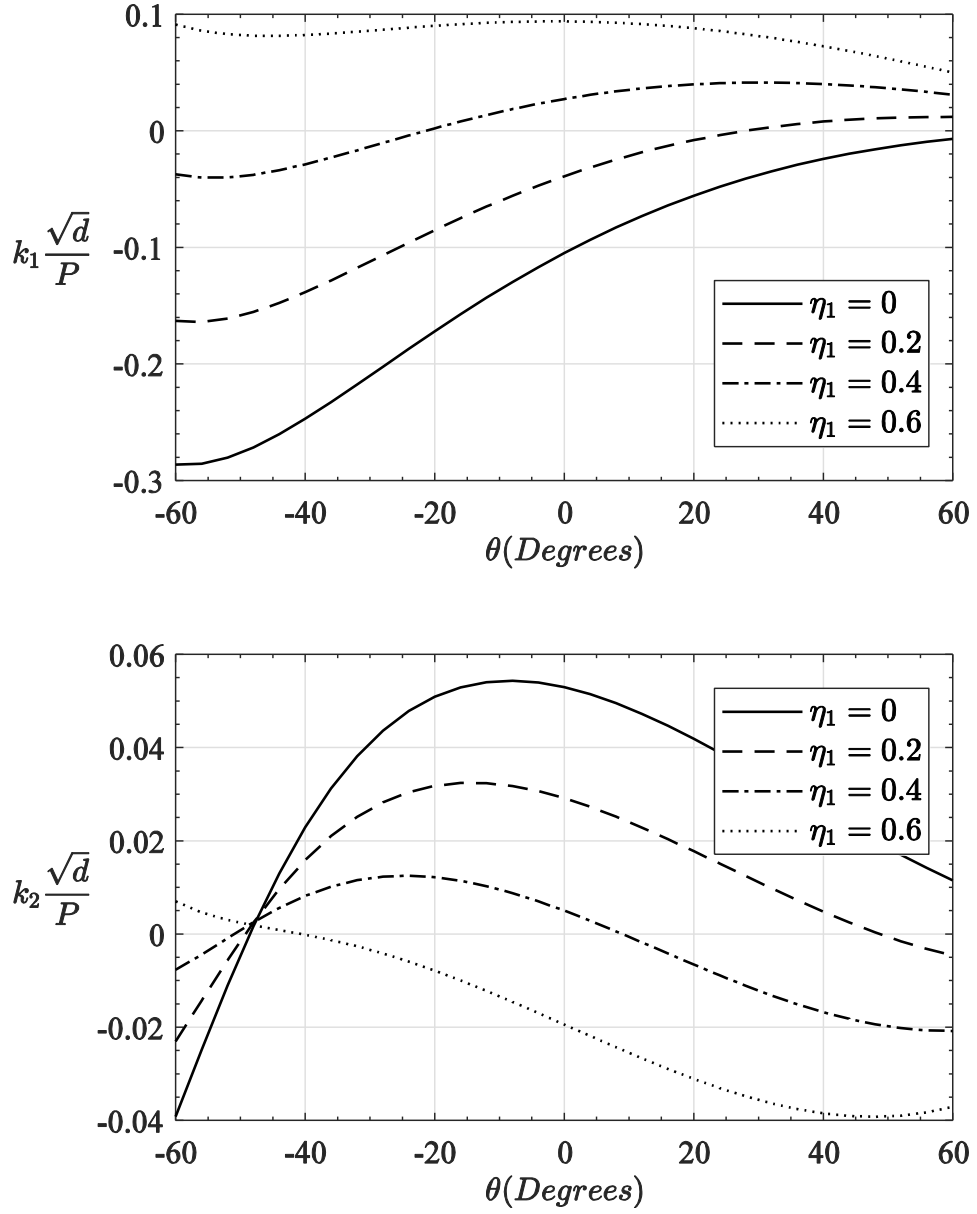 0.1
0
-0.1
-0.2
-0.3
k₁ √d/P
η₁ = 0
η₁ = 0.2
η₁ = 0.4
η₁ = 0.6
-60 -40 -20 0 20 40 60
θ(Degrees)
0.06
0.04
0.02
0
-0.02
-0.04
k₂ √d/P
η₁ = 0
η₁ = 0.2
η₁ = 0.4
η₁ = 0.6
-60 -40 -20 0 20 40 60
θ(Degrees)